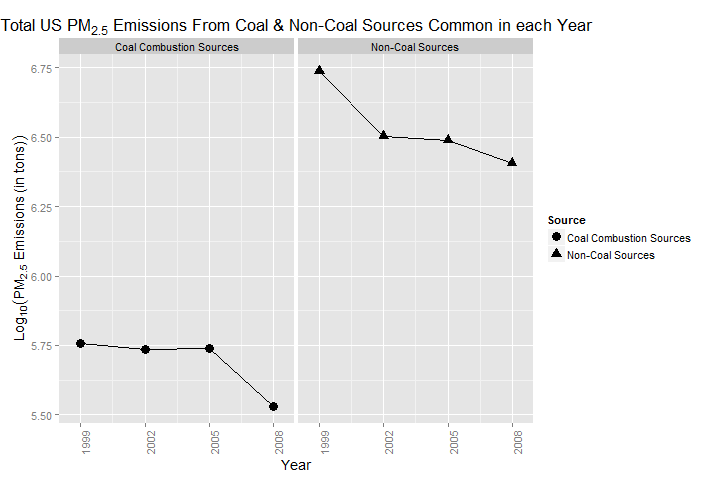 Total US PM2.5 Emissions From Coal & Non-Coal Sources Common in each Year
Coal Combustion Sources
Non-Coal Sources
Log10(PM2.5 Emissions (in tons))
6.75
6.50
6.25
6.00
5.75
5.50
1999
2002
2005
2008
1999
2002
2005
2008
Year
Source
Coal Combustion Sources
Non-Coal Sources